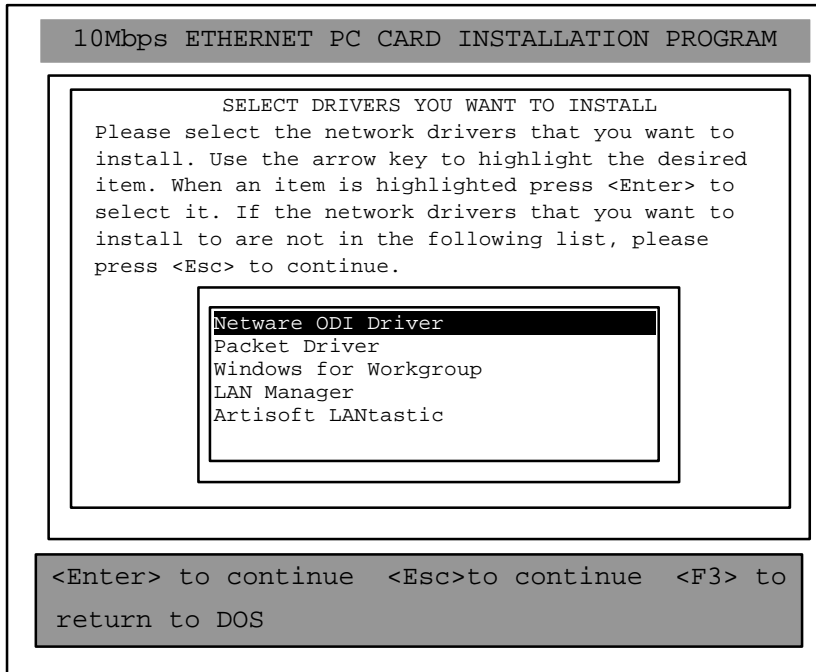 10Mbps ETHERNET PC CARD INSTALLATION PROGRAM
SELECT DRIVERS YOU WANT TO INSTALL
Please select the network drivers that you want to
install. Use the arrow key to highlight the desired
item. When an item is highlighted press <Enter> to
select it. If the network drivers that you want to
install to are not in the following list, please
press <Esc> to continue.
Netware ODI Driver
Packet Driver
Windows for Workgroup
LAN Manager
Artisoft LANtastic
<Enter> to continue <Esc>to continue <F3> to
return to DOS